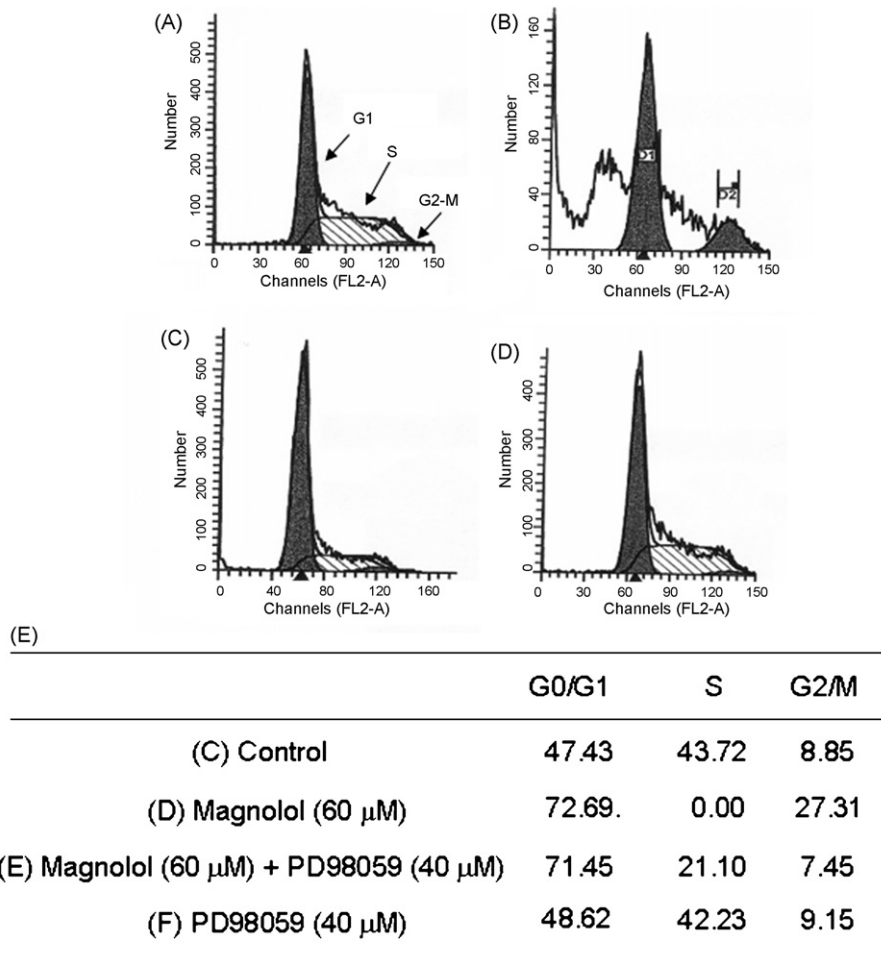 (A)
Number
500
400
300
200
100
0
G1
S
G2-M
0 30 60 90 120 150
Channels (FL2-A)
(B)
Number
160
120
80
40
0
D1
D2
0 30 60 90 120 150
Channels (FL2-A)
(C)
Number
500
400
300
200
100
0
0 40 80 120 160
Channels (FL2-A)
(D)
Number
400
300
200
100
0
0 30 60 90 120 150
Channels (FL2-A)
(E)
G0/G1 S G2/M
(C) Control 47.43 43.72 8.85
(D) Magnolol (60 μM) 72.69. 0.00 27.31
(E) Magnolol (60 μM) + PD98059 (40 μM) 71.45 21.10 7.45
(F) PD98059 (40 μM) 48.62 42.23 9.15